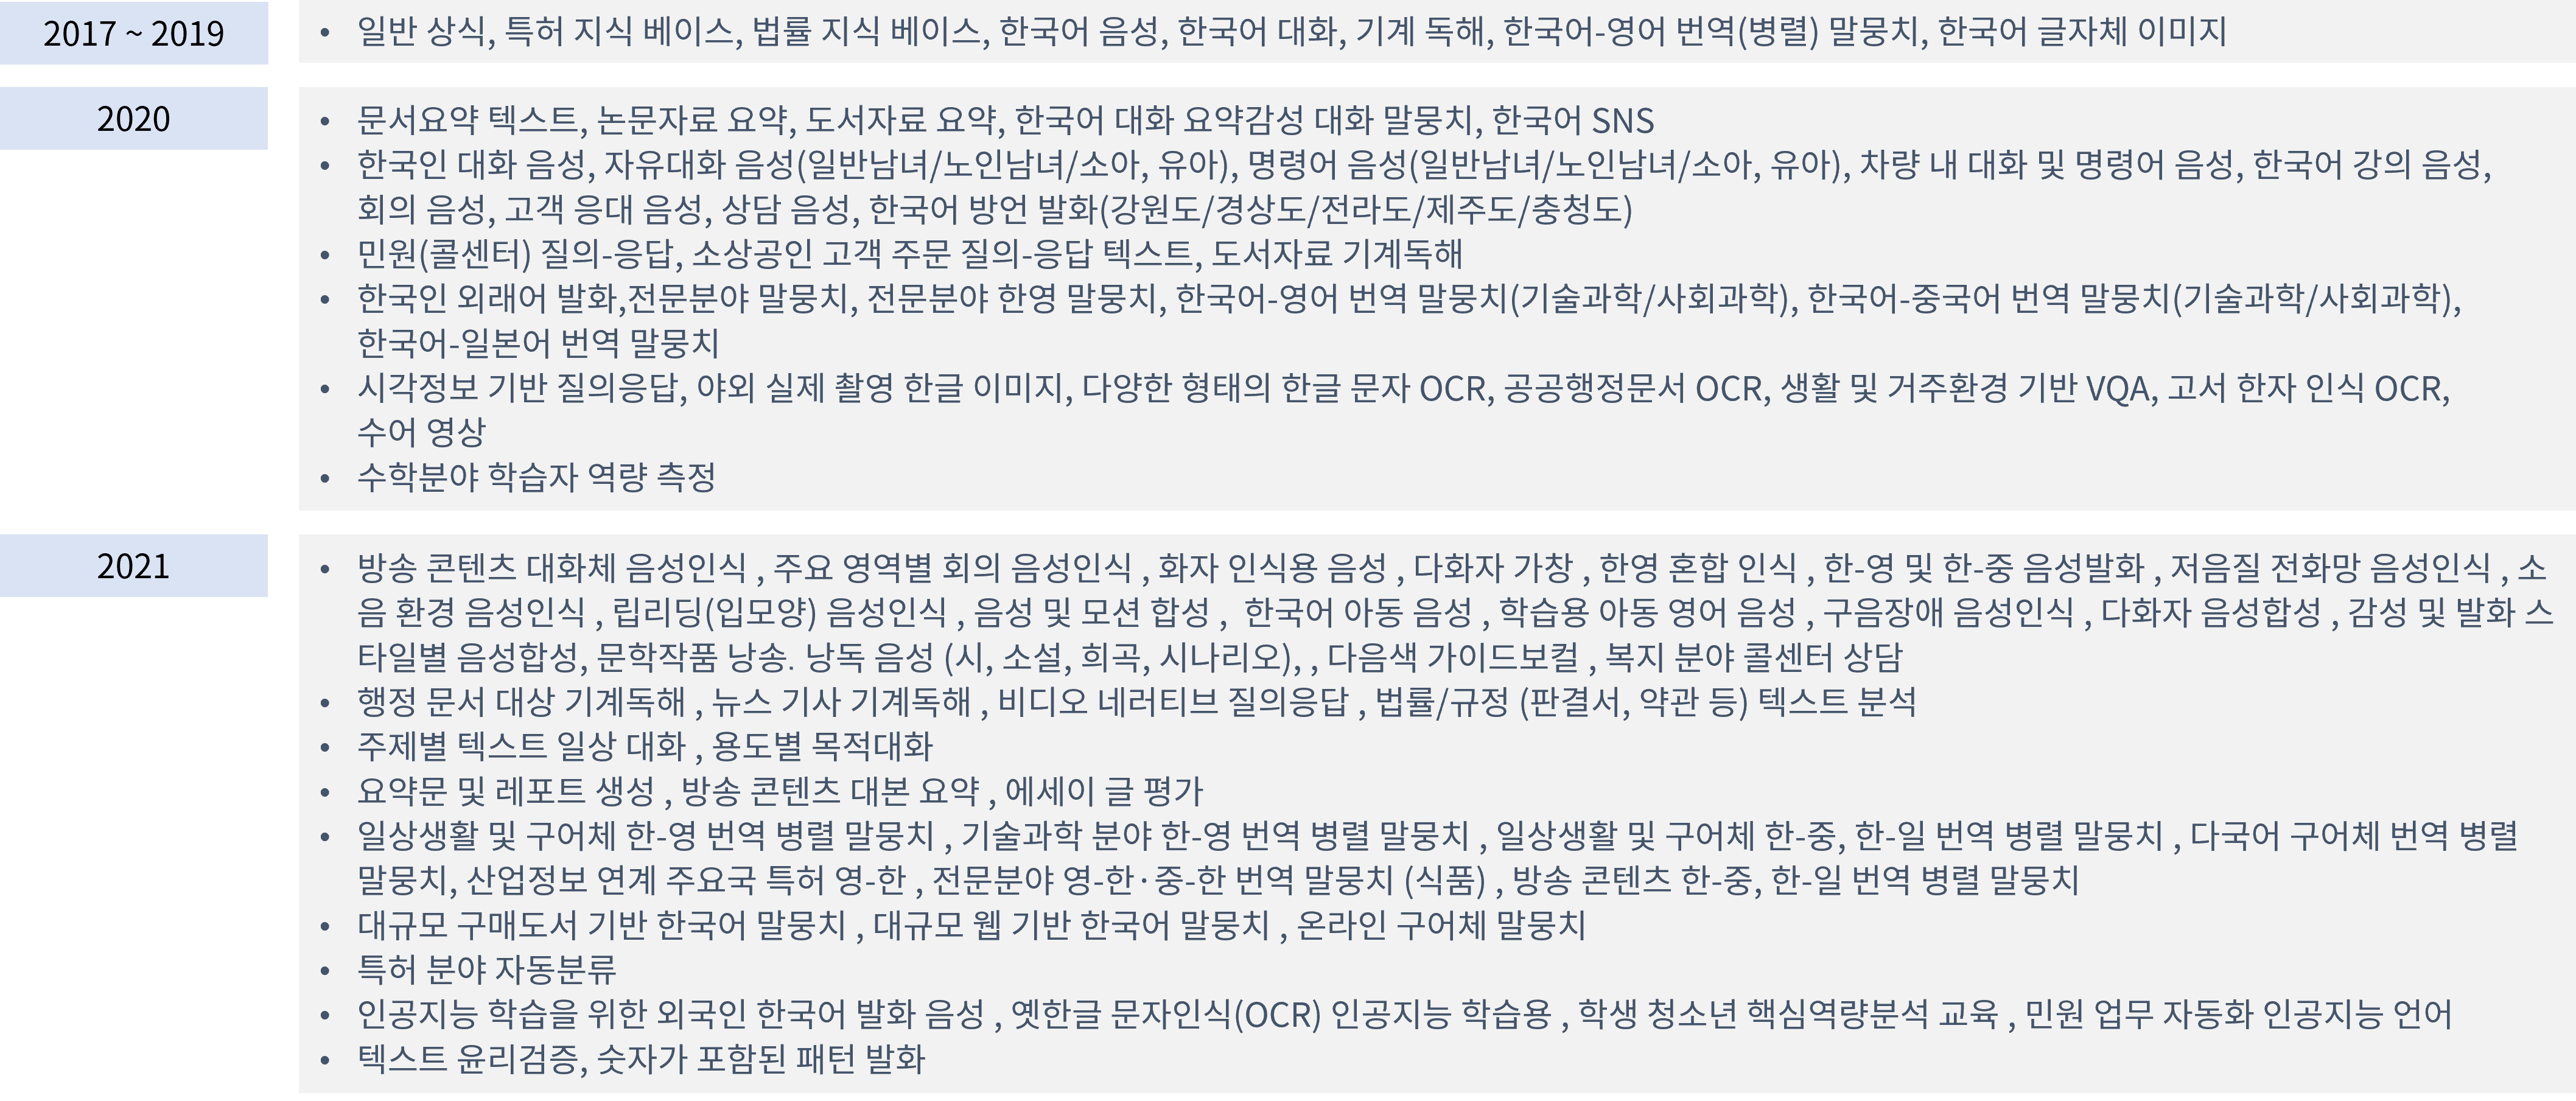 2017 ~ 2019
• 일반 상식, 특허 지식 베이스, 법률 지식 베이스, 한국어 음성, 한국어 대화, 기계 독해, 한국어-영어 번역(병렬) 말뭉치, 한국어 글자체 이미지
2020
• 문서요약 텍스트, 논문자료 요약, 도서자료 요약, 한국어 대화 요약감성 대화 말뭉치, 한국어 SNS
• 한국인 대화 음성, 자유대화 음성(일반남녀/노인남녀/소아, 유아), 명령어 음성(일반남녀/노인남녀/소아, 유아), 차량 내 대화 및 명령어 음성, 한국어 강의 음성,
회의 음성, 고객 응대 음성, 상담 음성, 한국어 방언 발화(강원도/경상도/전라도/제주도/충청도)
• 민원(콜센터) 질의-응답, 소상공인 고객 주문 질의-응답 텍스트, 도서자료 기계독해
• 한국인 외래어 발화,전문분야 말뭉치, 전문분야 한영 말뭉치, 한국어-영어 번역 말뭉치(기술과학/사회과학), 한국어-중국어 번역 말뭉치(기술과학/사회과학),
한국어-일본어 번역 말뭉치
• 시각정보 기반 질의응답, 야외 실제 촬영 한글 이미지, 다양한 형태의 한글 문자 OCR, 공공행정문서 OCR, 생활 및 거주환경 기반 VQA, 고서 한자 인식 OCR,
수어 영상
• 수학분야 학습자 역량 측정
2021
• 방송 콘텐츠 대화체 음성인식 , 주요 영역별 회의 음성인식 , 화자 인식용 음성 , 다화자 가창 , 한영 혼합 인식 , 한-영 및 한-중 음성발화 , 저음질 전화망 음성인식 , 소
음 환경 음성인식 , 립리딩(입모양) 음성인식 , 음성 및 모션 합성 , 한국어 아동 음성 , 학습용 아동 영어 음성 , 구음장애 음성인식 , 다화자 음성합성 , 감성 및 발화 스
타일별 음성합성, 문학작품 낭송. 낭독 음성 (시, 소설, 희곡, 시나리오), , 다음색 가이드보컬 , 복지 분야 콜센터 상담
• 행정 문서 대상 기계독해 , 뉴스 기사 기계독해 , 비디오 네러티브 질의응답 , 법률/규정 (판결서, 약관 등) 텍스트 분석
• 주제별 텍스트 일상 대화 , 용도별 목적대화
• 요약문 및 레포트 생성 , 방송 콘텐츠 대본 요약 , 에세이 글 평가
• 일상생활 및 구어체 한-영 번역 병렬 말뭉치 , 기술과학 분야 한-영 번역 병렬 말뭉치 , 일상생활 및 구어체 한-중, 한-일 번역 병렬 말뭉치 , 다국어 구어체 번역 병렬
말뭉치, 산업정보 연계 주요국 특허 영-한 , 전문분야 영-한·중-한 번역 말뭉치 (식품) , 방송 콘텐츠 한-중, 한-일 번역 병렬 말뭉치
• 대규모 구매도서 기반 한국어 말뭉치 , 대규모 웹 기반 한국어 말뭉치 , 온라인 구어체 말뭉치
• 특허 분야 자동분류
• 인공지능 학습을 위한 외국인 한국어 발화 음성 , 옛한글 문자인식(OCR) 인공지능 학습용 , 학생 청소년 핵심역량분석 교육 , 민원 업무 자동화 인공지능 언어
• 텍스트 윤리검증, 숫자가 포함된 패턴 발화